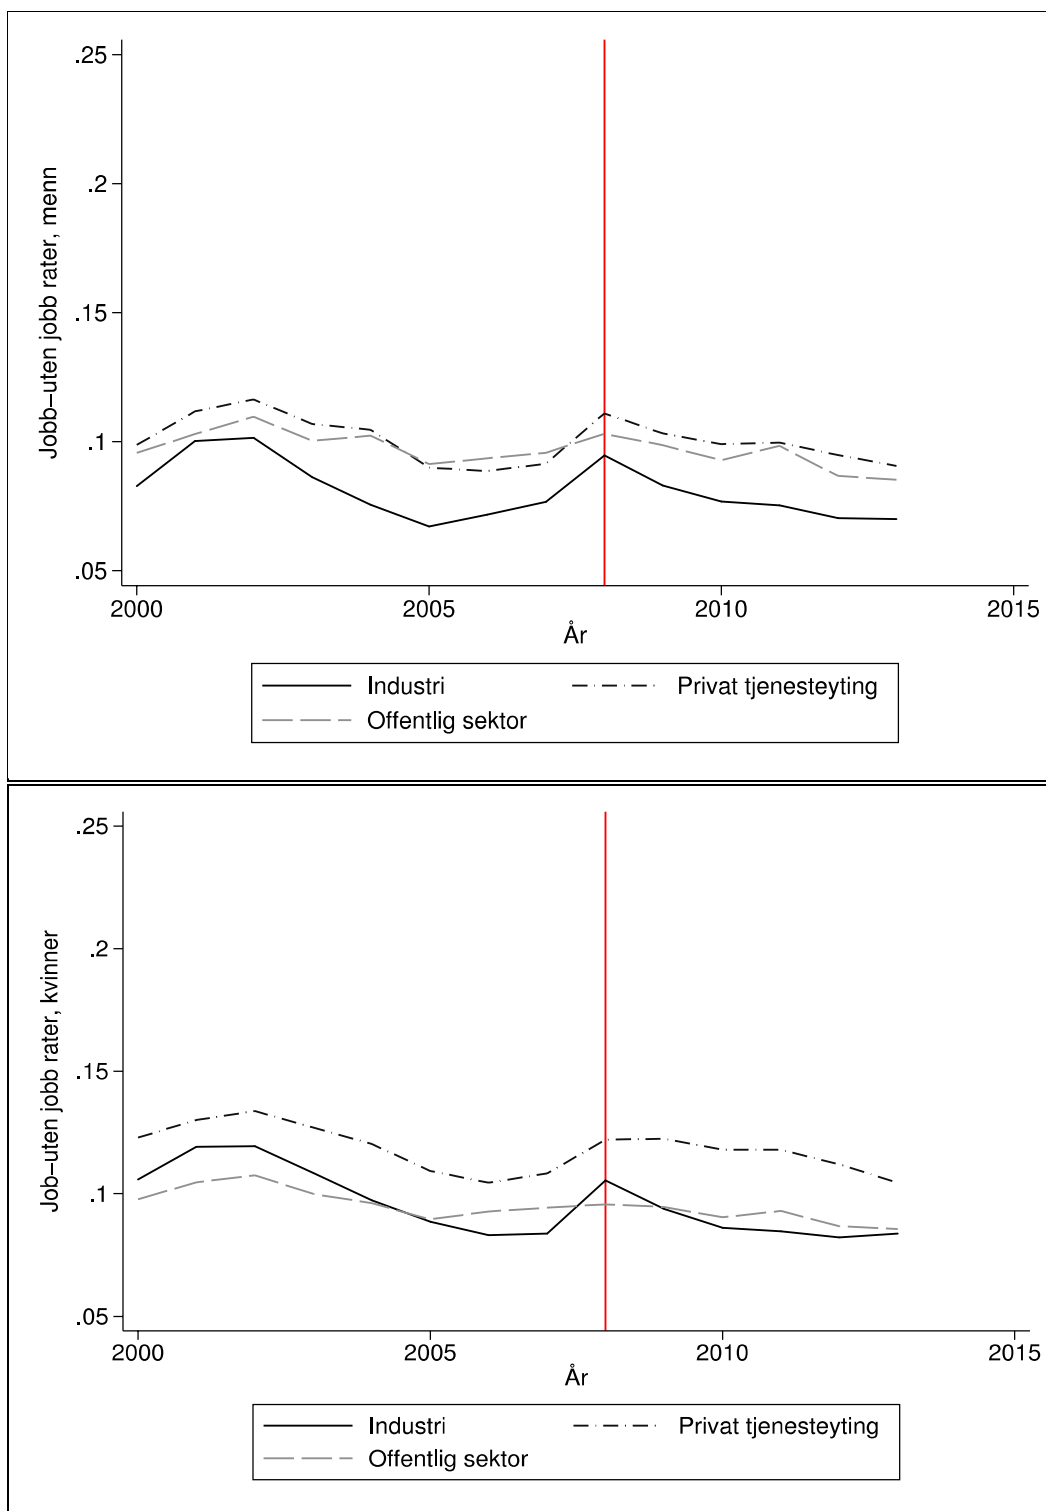 .25
.2
.15
.1
.05
Jobb−uten jobb rater, menn
2000 2005 2010 2015
År
Industri Privat tjenesteyting
Offentlig sektor
.25
.2
.15
.1
.05
Job−uten jobb rater, kvinner
2000 2005 2010 2015
År
Industri Privat tjenesteyting
Offentlig sektor